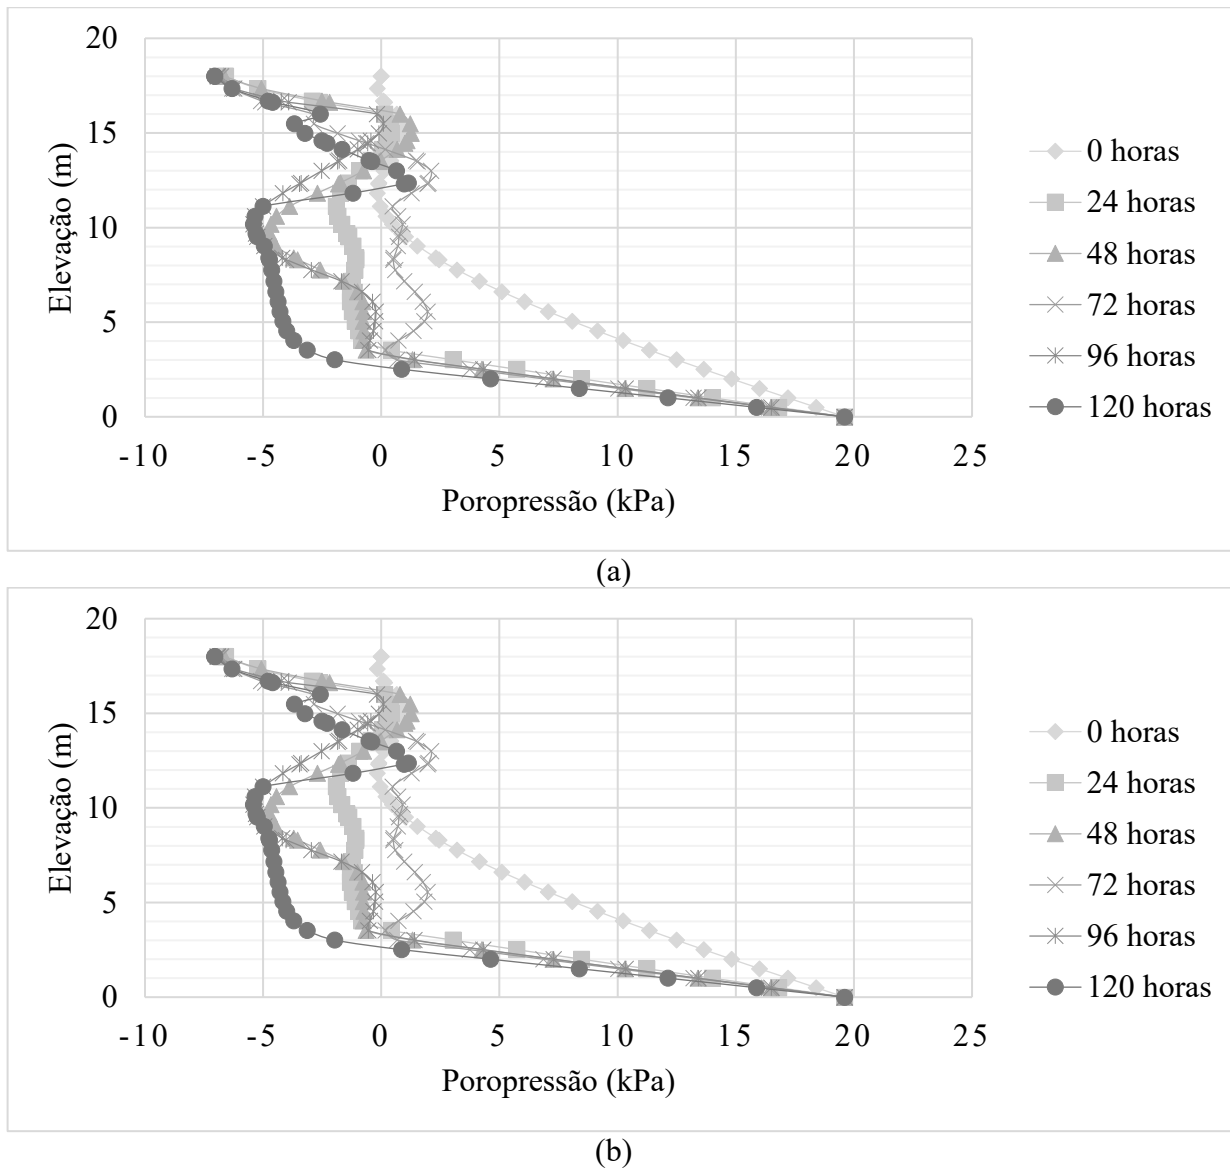 20
15
10
5
0
Elevação (m)
-10 -5 0 5 10 15 20 25
Poropressão (kPa)
0 horas
24 horas
48 horas
72 horas
96 horas
120 horas
(a)
20
15
10
5
0
Elevação (m)
-10 -5 0 5 10 15 20 25
Poropressão (kPa)
0 horas
24 horas
48 horas
72 horas
96 horas
120 horas
(b)